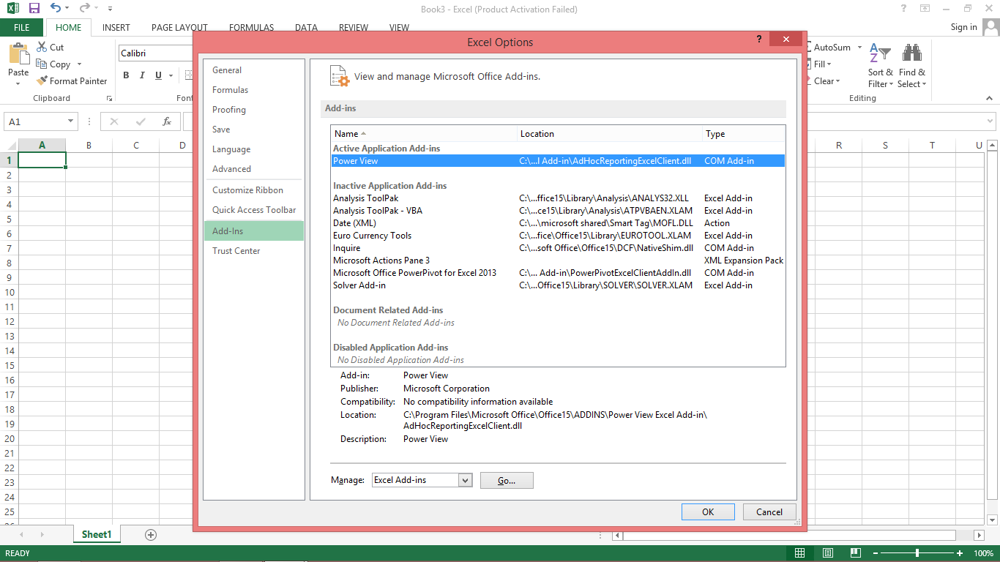 Book3 - Excel (Product Activation Failed)
?
FILE HOME INSERT PAGE LAYOUT FORMULAS DATA REVIEW VIEW Sign in
Excel Options
?
Paste
Cut
Copy
Format Painter
Clipboard
Calibri
B I U
AutoSum
Fill
Clear
Sort & Filter
Find & Select
Editing
A1
fx
A B C D R S T U
1
2
3
4
5
6
7
8
9
10
11
12
13
14
15
16
17
18
19
20
21
22
23
24
25
General
Formulas
Proofing
Save
Language
Advanced
Customize Ribbon
Quick Access Toolbar
Add-Ins
Trust Center
View and manage Microsoft Office Add-ins.
Add-ins
Name Location Type
Active Application Add-ins
Power View C:\...l Add-in\AdHocReportingExcelClient.dll COM Add-in
Inactive Application Add-ins
Analysis ToolPak C:\...ffice15\Library\Analysis\ANALYS32.XLL Excel Add-in
Analysis ToolPak - VBA C:\...ce15\Library\Analysis\ATPVBAEN.XLAM Excel Add-in
Date (XML) C:\...\microsoft shared\Smart Tag\MOFL.DLL Action
Euro Currency Tools C:\...fice\Office15\Library\EUROTOOL.XLAM Excel Add-in
Inquire C:\...soft Office\Office15\DCF\NativeShim.dll COM Add-in
Microsoft Actions Pane 3 XML Expansion Pack
Microsoft Office PowerPivot for Excel 2013 C:\... Add-in\PowerPivotExcelClientAddIn.dll COM Add-in
Solver Add-in C:\...Office15\Library\SOLVER\SOLVER.XLAM Excel Add-in
Document Related Add-ins
No Document Related Add-ins
Disabled Application Add-ins
No Disabled Application Add-ins
Add-in: Power View
Publisher: Microsoft Corporation
Compatibility: No compatibility information available
Location: C:\Program Files\Microsoft Office\Office15\ADDINS\Power View Excel Add-in\
AdHocReportingExcelClient.dll
Description: Power View
Manage: Excel Add-ins Go...
OK Cancel
Sheet1
READY 100%